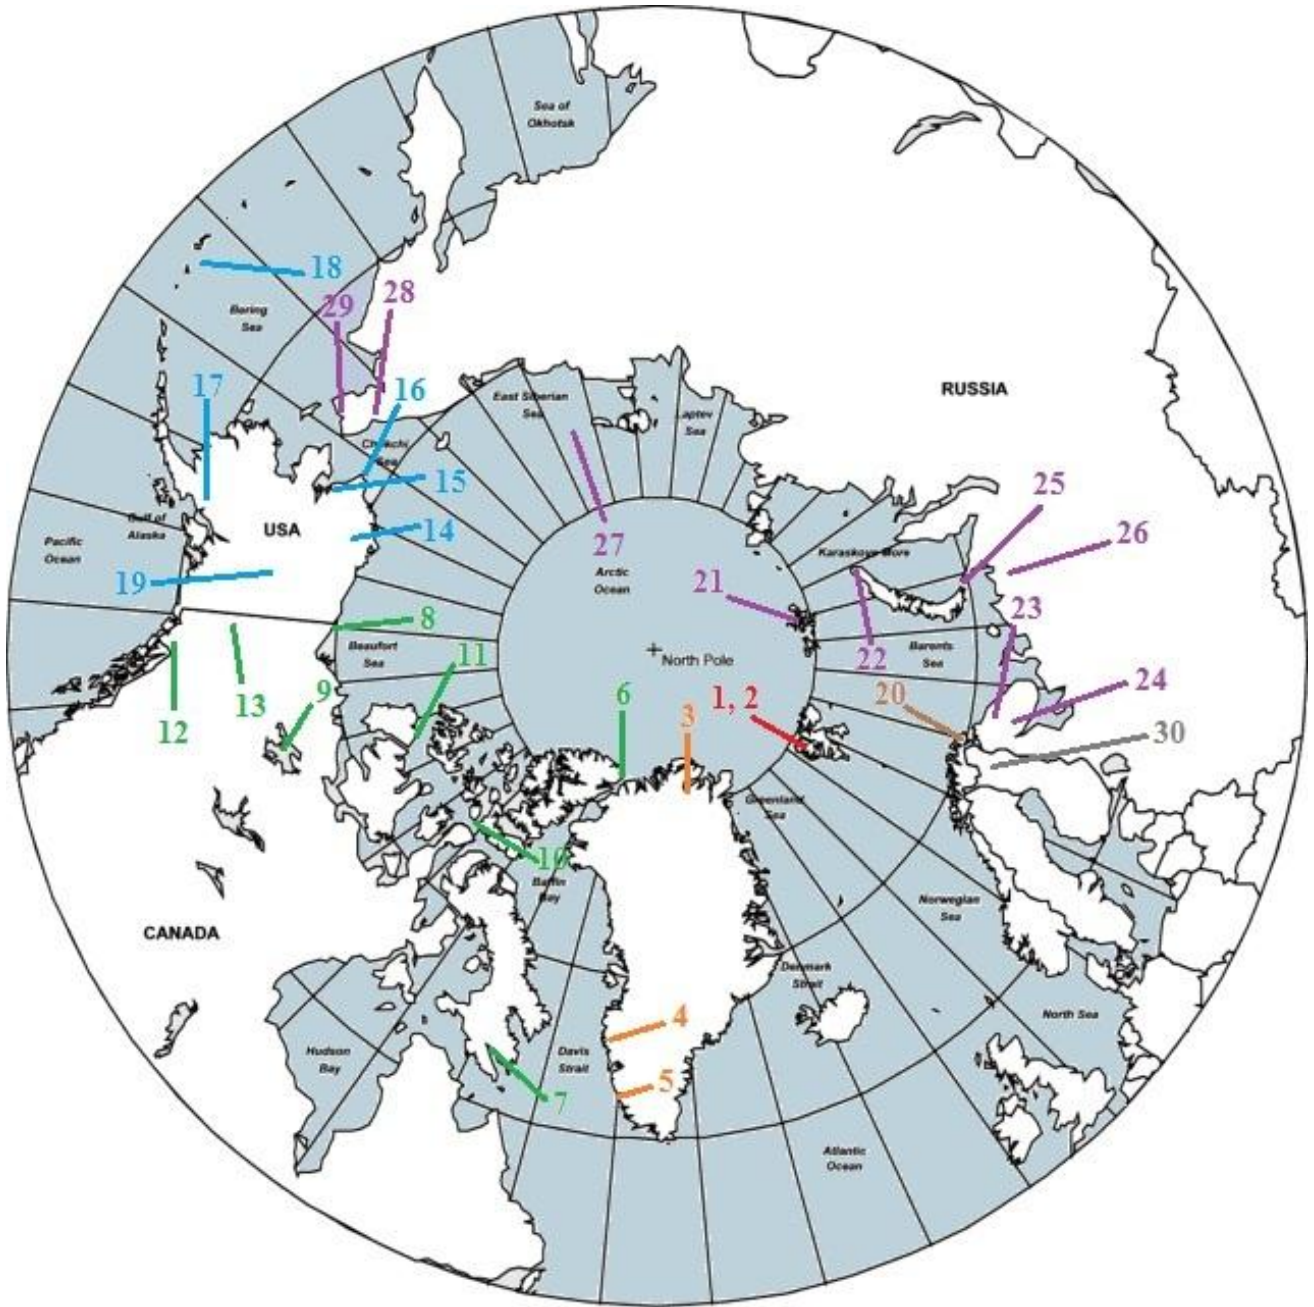 Sea of
Okhotsk
18
Bering
Sea
29
28
17
16
East Siberian
Sea
Laptev
Sea
RUSSIA
Chukchi
Sea
15
25
Gulf of
Alaska
USA
14
Pacific
Ocean
27
Karaskoye More
26
19
Arctic
Ocean
21
23
8
Beaufort
Sea
11
North Pole
22
Barents
Sea
9
6
1, 2
3
20
24
12
13
30
Greenland
Sea
10
Baffin
Bay
Norwegian
Sea
CANADA
Denmark
Strait
4
North Sea
Hudson
Bay
Davis
Strait
5
7
Atlantic
Ocean